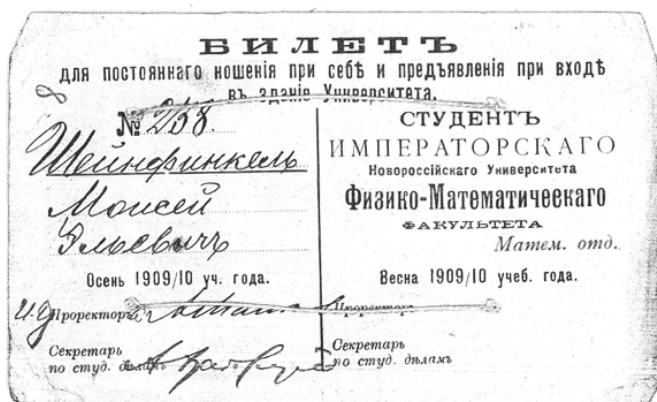 БИЛЕТЪ
для постояннаго ношенія при себѣ и предъявленія при входѣ
въ зданіе Университета.
№ 258.
Шейнфинкель
Моисей
Эльевичъ
Осень 1909/10 уч. года.
И.д. Проректоръ
Секретарь
по студ. дѣламъ
СТУДЕНТЪ
ИМПЕРАТОРСКАГО
Новороссійскаго Университета
Физико-Математическаго
ФАКУЛЬТЕТА
Матем. отд.
Весна 1909/10 учеб. года.
Проректоръ
Секретарь
по студ. дѣламъ